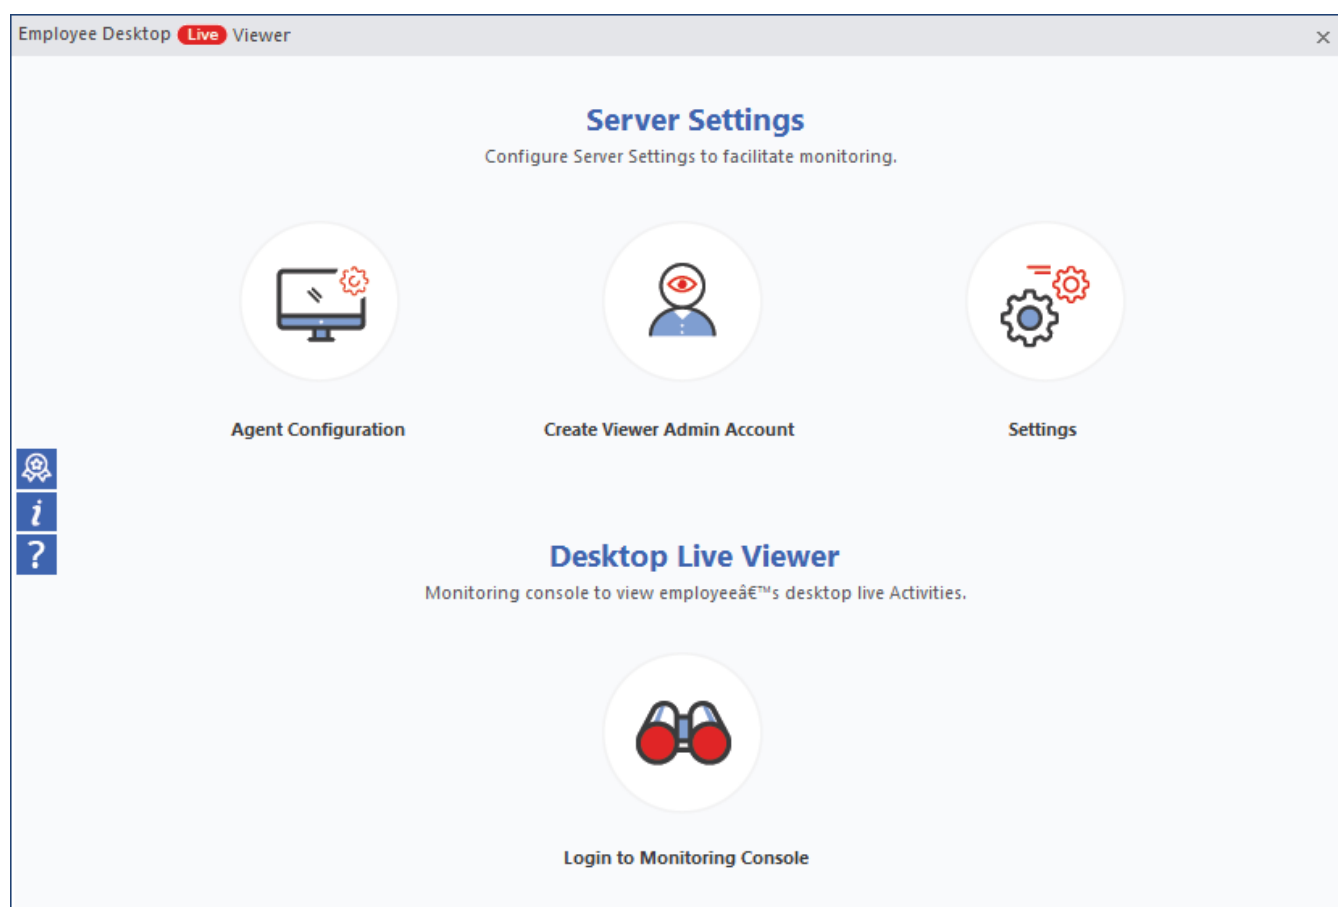 Employee Desktop Live Viewer
Server Settings
Configure Server Settings to facilitate monitoring.
Agent Configuration
Create Viewer Admin Account
Settings
i
?
Desktop Live Viewer
Monitoring console to view employeeâ€™s desktop live Activities.
Login to Monitoring Console